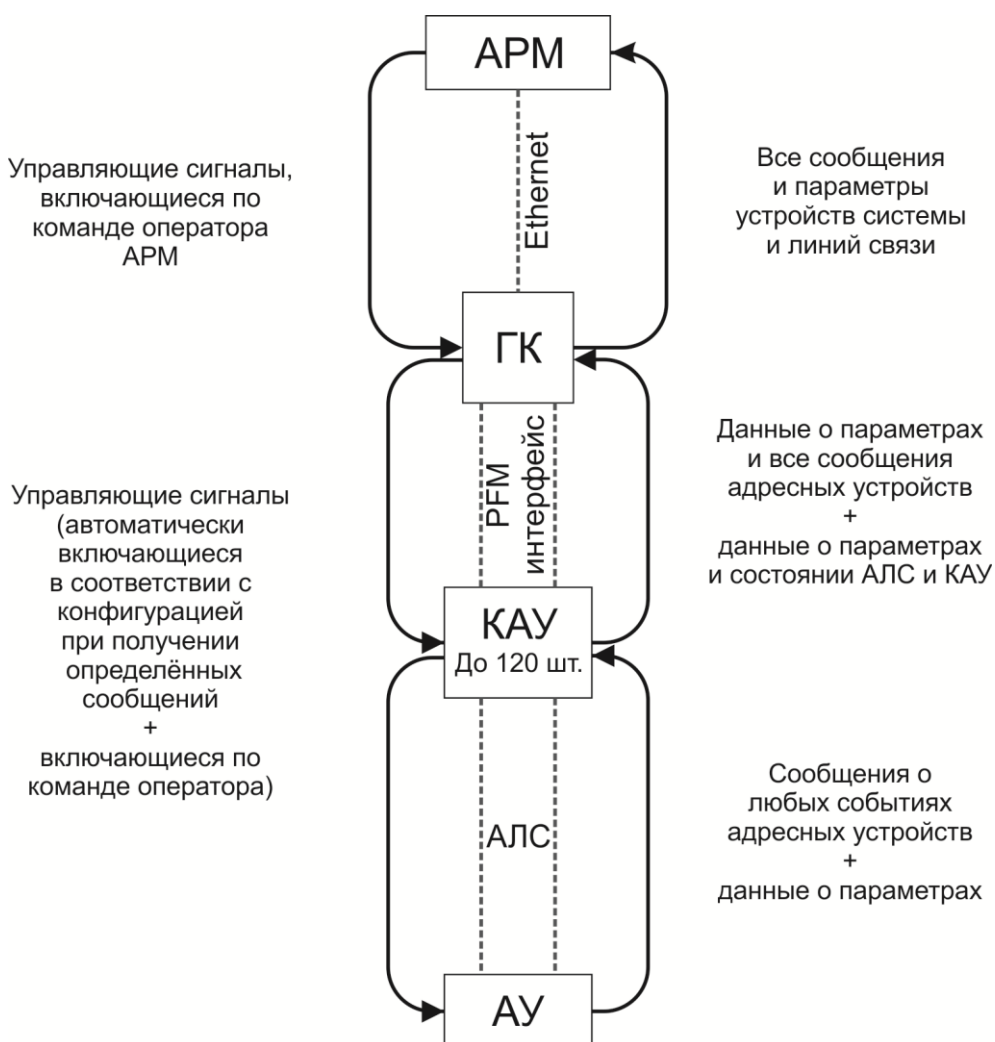 АРМ
Ethernet
Управляющие сигналы,
включающиеся по
команде оператора
АРМ
Все сообщения
и параметры
устройств системы
и линий связи
ГК
PFM
интерфейс
Данные о параметрах
и все сообщения
адресных устройств
+
данные о параметрах
и состоянии АЛС и КАУ
Управляющие сигналы
(автоматически
включающиеся
в соответствии с
конфигурацией
при получении
определённых
сообщений
+
включающиеся по
команде оператора)
КАУ
До 120 шт.
АЛС
Сообщения о
любых событиях
адресных устройств
+
данные о параметрах
АУ